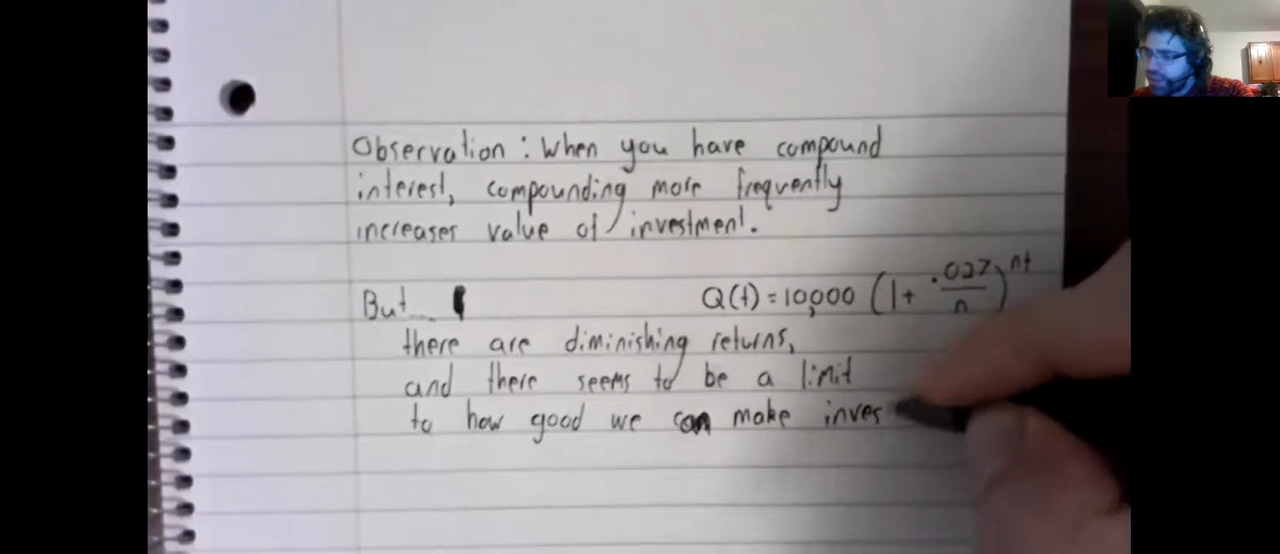 Observation: When you have compound
interest, compounding more frequently
increases value of investment.
But... Q(t) = 10,000 (1 + .027/n)^nt
there are diminishing returns,
and there seems to be a limit
to how good we can make inves